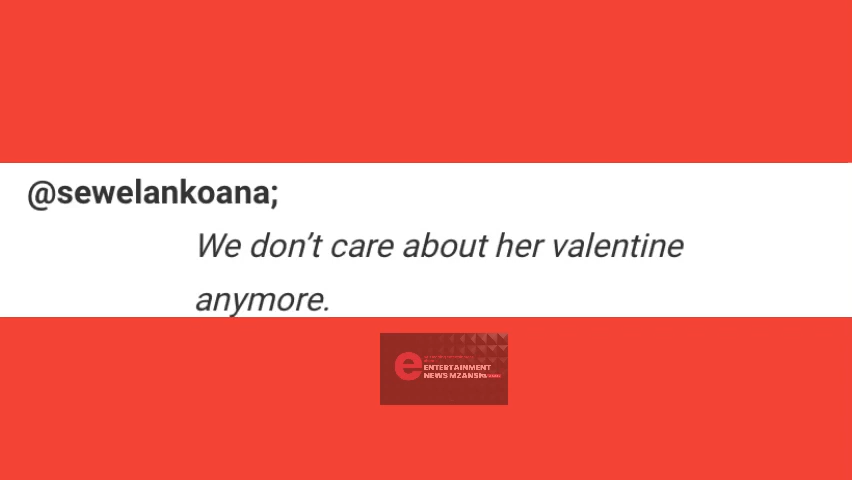 @sewelankoana;
We don’t care about her valentine
anymore.
e
ENTERTAINMENT
NEWS MZANSI